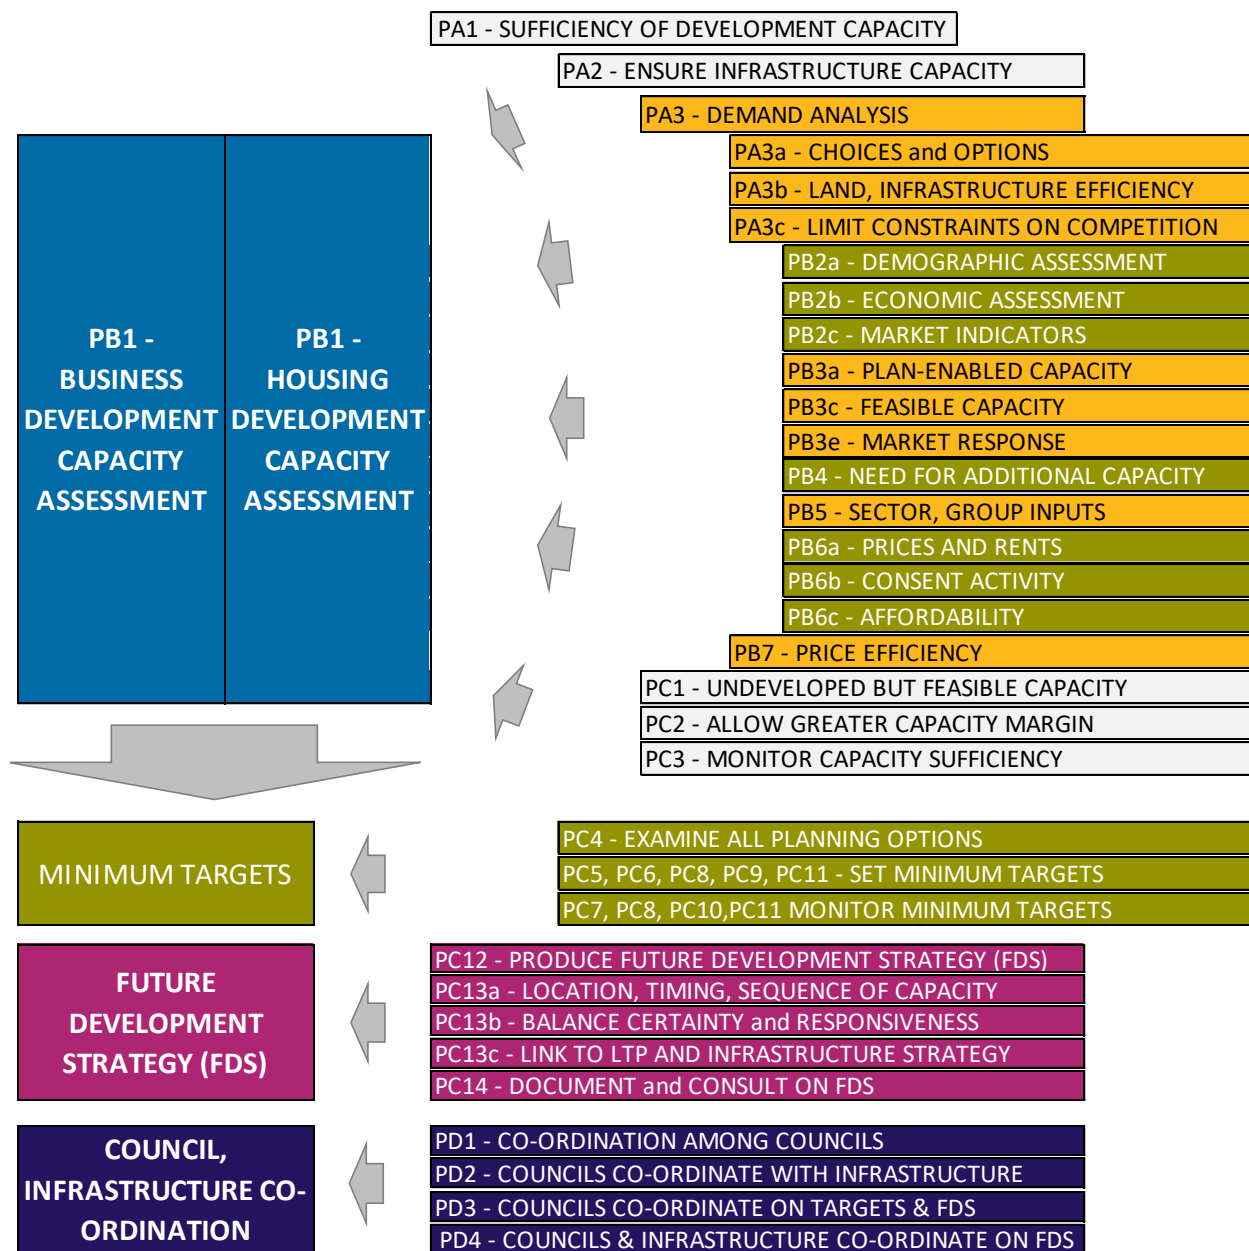 PA1 - SUFFICIENCY OF DEVELOPMENT CAPACITY
PA2 - ENSURE INFRASTRUCTURE CAPACITY
PA3 - DEMAND ANALYSIS
PA3a - CHOICES and OPTIONS
PA3b - LAND, INFRASTRUCTURE EFFICIENCY
PA3c - LIMIT CONSTRAINTS ON COMPETITION
PB2a - DEMOGRAPHIC ASSESSMENT
PB2b - ECONOMIC ASSESSMENT
PB2c - MARKET INDICATORS
PB3a - PLAN-ENABLED CAPACITY
PB3c - FEASIBLE CAPACITY
PB3e - MARKET RESPONSE
PB4 - NEED FOR ADDITIONAL CAPACITY
PB5 - SECTOR, GROUP INPUTS
PB6a - PRICES AND RENTS
PB6b - CONSENT ACTIVITY
PB6c - AFFORDABILITY
PB7 - PRICE EFFICIENCY
PC1 - UNDEVELOPED BUT FEASIBLE CAPACITY
PC2 - ALLOW GREATER CAPACITY MARGIN
PC3 - MONITOR CAPACITY SUFFICIENCY
PB1 -
BUSINESS
DEVELOPMENT
CAPACITY
ASSESSMENT
PB1 -
HOUSING
DEVELOPMENT
CAPACITY
ASSESSMENT
MINIMUM TARGETS
PC4 - EXAMINE ALL PLANNING OPTIONS
PC5, PC6, PC8, PC9, PC11 - SET MINIMUM TARGETS
PC7, PC8, PC10,PC11 MONITOR MINIMUM TARGETS
FUTURE
DEVELOPMENT
STRATEGY (FDS)
PC12 - PRODUCE FUTURE DEVELOPMENT STRATEGY (FDS)
PC13a - LOCATION, TIMING, SEQUENCE OF CAPACITY
PC13b - BALANCE CERTAINTY and RESPONSIVENESS
PC13c - LINK TO LTP AND INFRASTRUCTURE STRATEGY
PC14 - DOCUMENT and CONSULT ON FDS
COUNCIL,
INFRASTRUCTURE CO-
ORDINATION
PD1 - CO-ORDINATION AMONG COUNCILS
PD2 - COUNCILS CO-ORDINATE WITH INFRASTRUCTURE
PD3 - COUNCILS CO-ORDINATE ON TARGETS & FDS
PD4 - COUNCILS & INFRASTRUCTURE CO-ORDINATE ON FDS